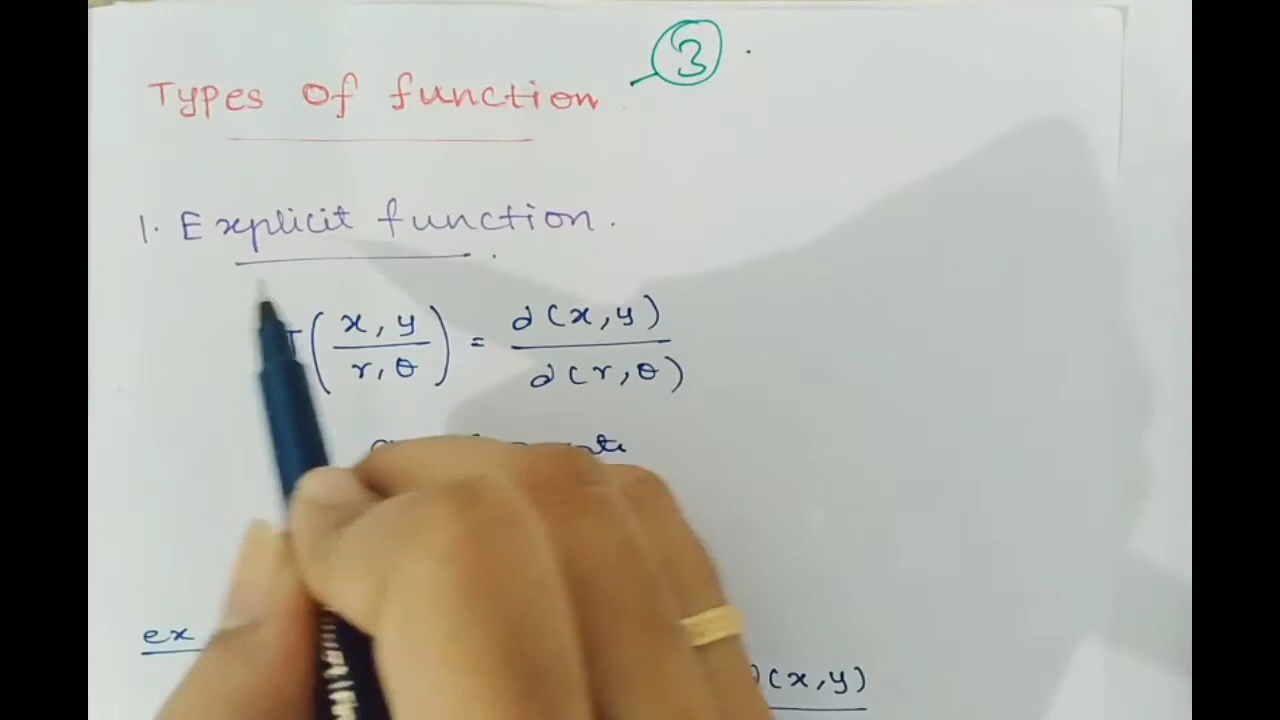 3
Types of function
1. Explicit function.
J(x, y / r, θ) = ∂(x, y) / ∂(r, θ)
ex
∂(x, y)